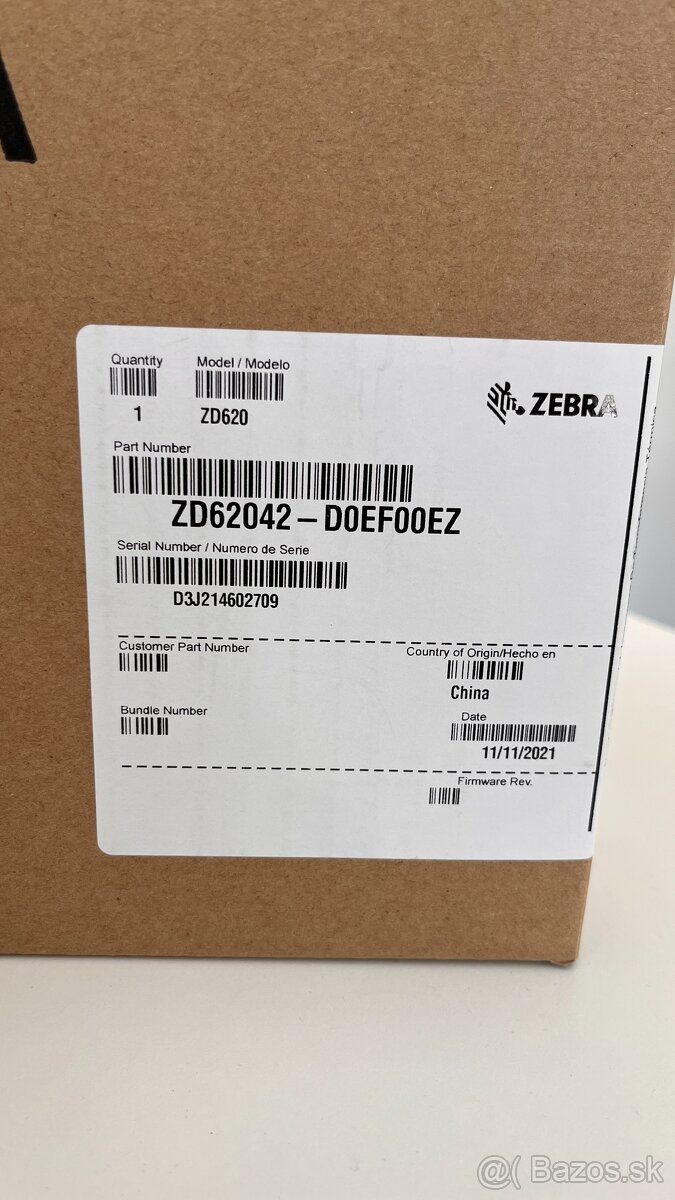 Quantity
Model / Modelo
1
ZD620
ZEBRA
Part Number
ZD62042-D0EF00EZ
Serial Number / Numero de Serie
D3J214602709
Customer Part Number
Country of Origin/Hecho en
China
Bundle Number
Date
11/11/2021
Firmware Rev.
@( Bazos.sk